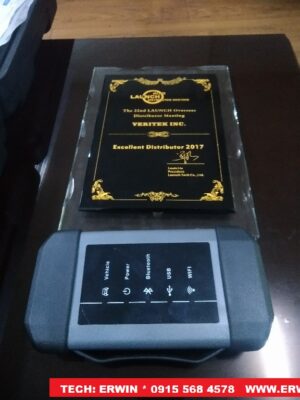 LAUNCH
The 22nd LAUNCH Overseas
Distributor Meeting
VERITEK INC.
Excellent Distributor 2017
President
Launch Tech Co., Ltd.
Vehicle
Power
Bluetooth
USB
WIFI
TECH: ERWIN * 0915 568 4578 WWW.ERW